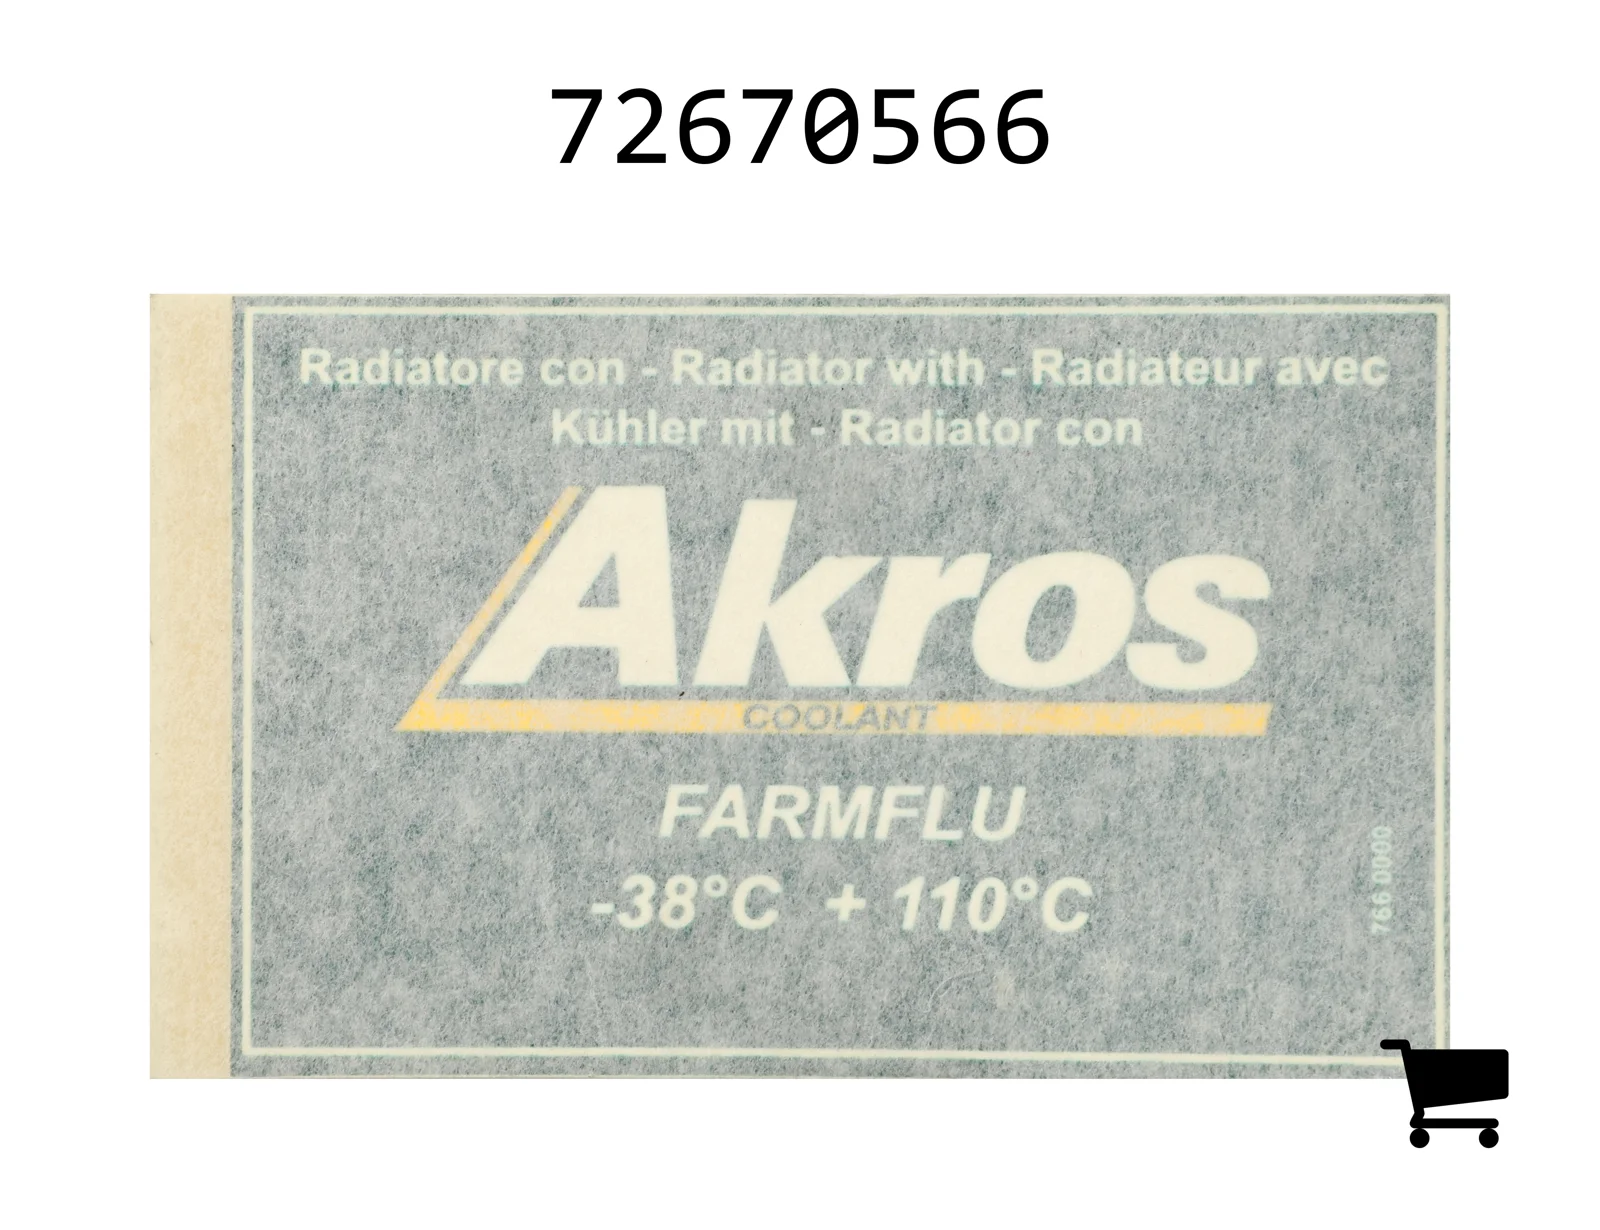 72670566
Radiatore con - Radiator with - Radiateur avec
Kühler mit - Radiator con
Akros
COOLANT
FARMFLU
-38°C + 110°C
766.0000